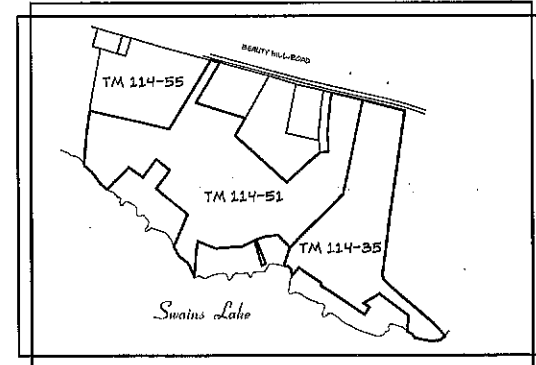 BEAUTY HILL ROAD
TM 114-55
TM 114-51
TM 114-35
Swains Lake